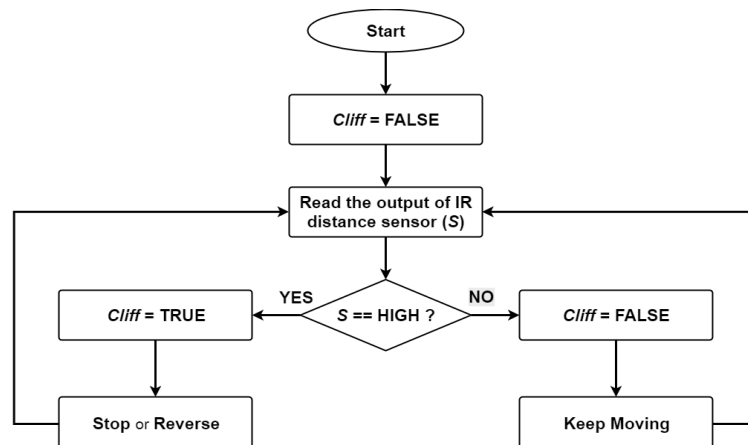 Start
Cliff = FALSE
Read the output of IR
distance sensor (S)
YES
S == HIGH ?
NO
Cliff = TRUE
Cliff = FALSE
Stop or Reverse
Keep Moving